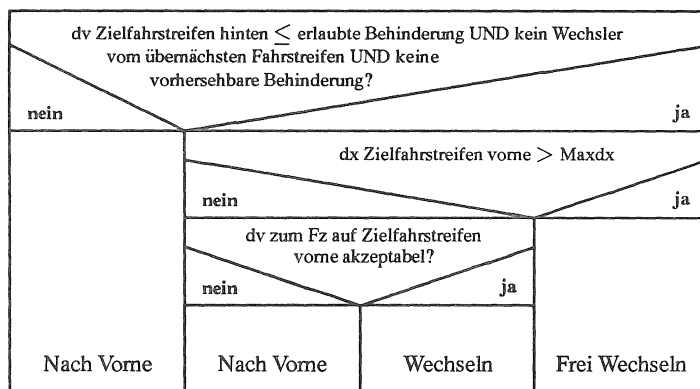 dv Zielfahrstreifen hinten ≤ erlaubte Behinderung UND kein Wechsler
vom übernächsten Fahrstreifen UND keine
vorhersehbare Behinderung?
nein
ja
dx Zielfahrstreifen vorne > Maxdx
nein
ja
dv zum Fz auf Zielfahrstreifen
vorne akzeptabel?
nein
ja
Nach Vorne
Nach Vorne
Wechseln
Frei Wechseln